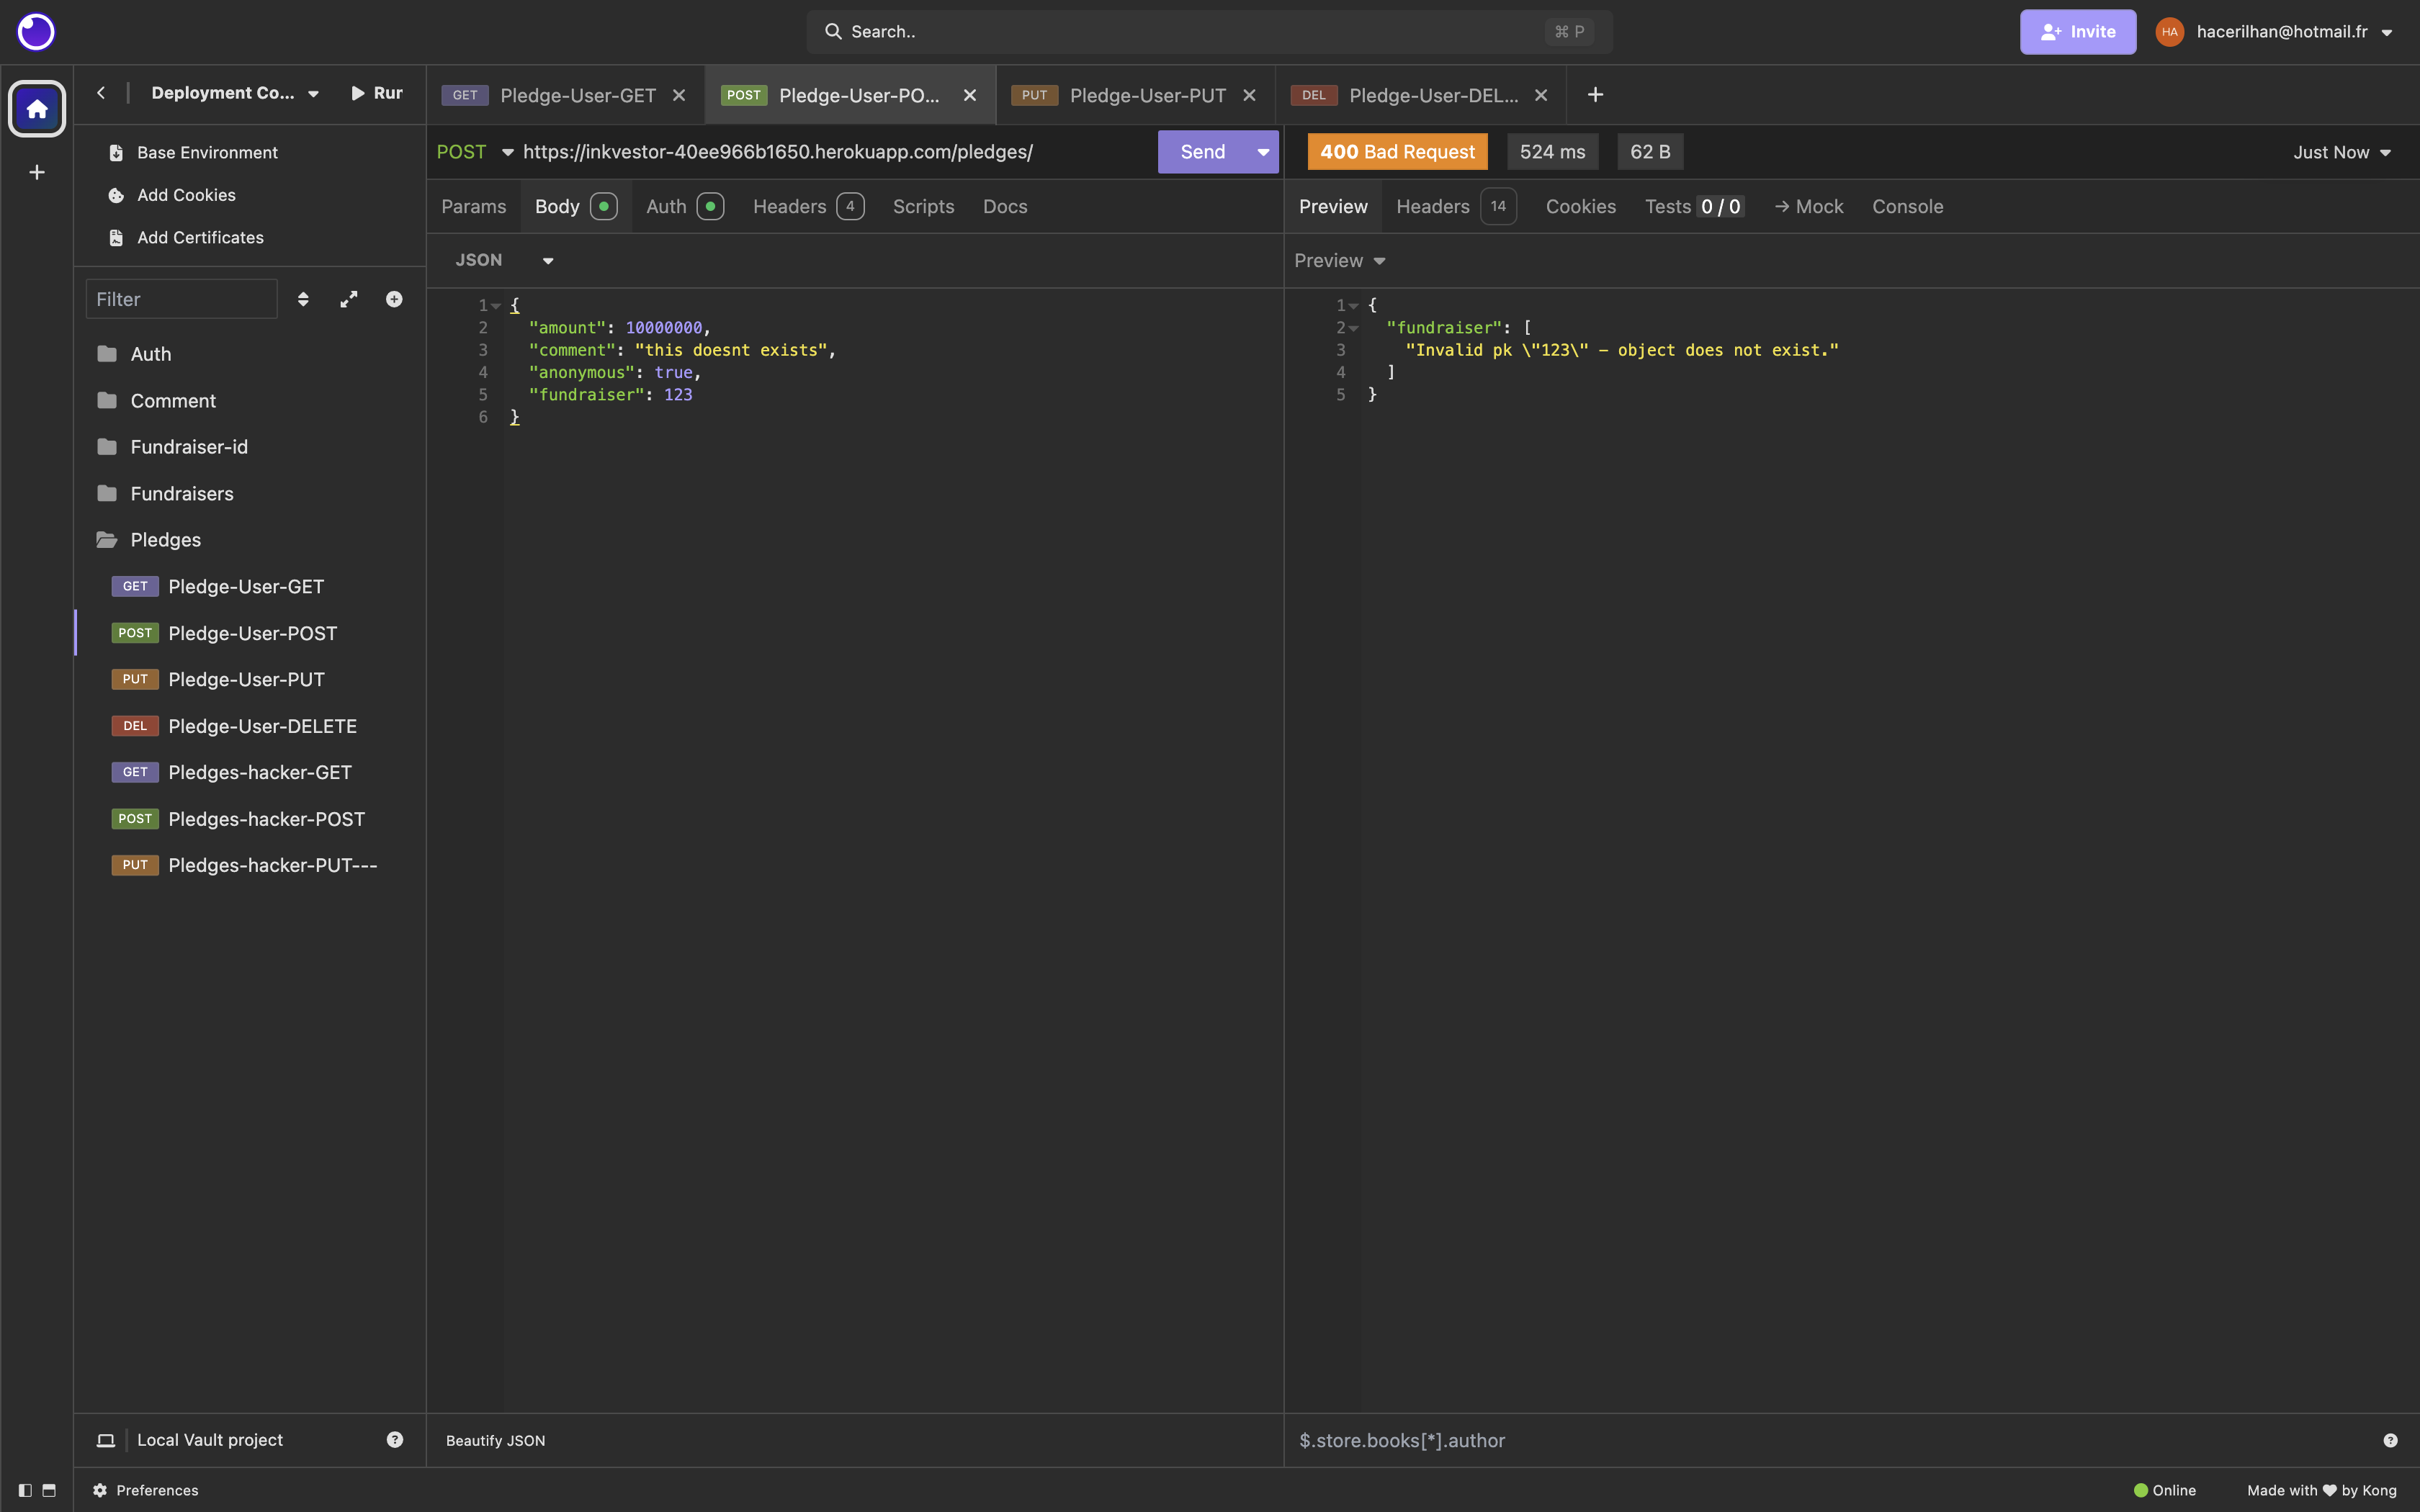 Search..
⌘ P
Invite
HA
hacerilhan@hotmail.fr
Deployment Co...
Rur
GET Pledge-User-GET
POST Pledge-User-PO...
PUT Pledge-User-PUT
DEL Pledge-User-DEL...
Base Environment
Add Cookies
Add Certificates
Filter
Auth
Comment
Fundraiser-id
Fundraisers
Pledges
GET Pledge-User-GET
POST Pledge-User-POST
PUT Pledge-User-PUT
DEL Pledge-User-DELETE
GET Pledges-hacker-GET
POST Pledges-hacker-POST
PUT Pledges-hacker-PUT---
Local Vault project
POST https://inkvestor-40ee966b1650.herokuapp.com/pledges/
Send
Params Body Auth Headers 4 Scripts Docs
JSON
1 {
2 "amount": 10000000,
3 "comment": "this doesnt exists",
4 "anonymous": true,
5 "fundraiser": 123
6 }
Beautify JSON
400 Bad Request 524 ms 62 B
Just Now
Preview Headers 14 Cookies Tests 0 / 0 → Mock Console
Preview
1 {
2 "fundraiser": [
3 "Invalid pk \"123\" - object does not exist."
4 ]
5 }
$.store.books[*].author
Preferences
Online
Made with ♥ by Kong